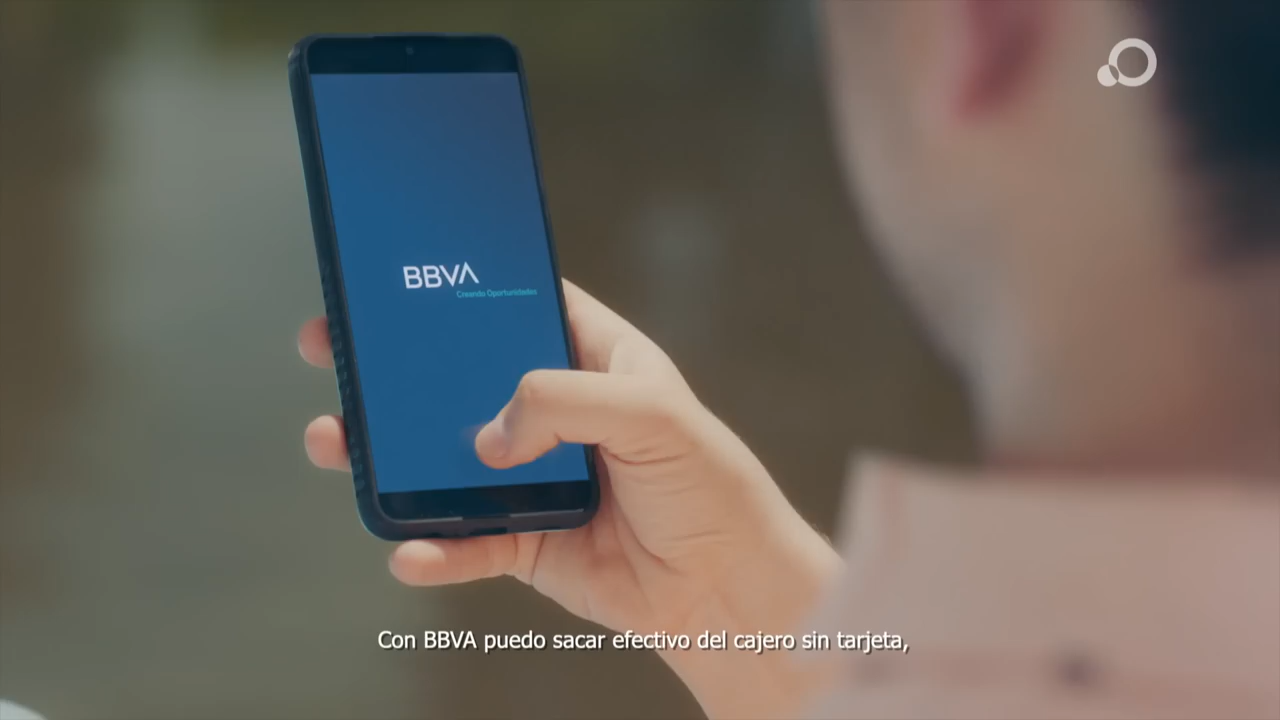 BBVA
Creando Oportunidades
Con BBVA puedo sacar efectivo del cajero sin tarjeta,